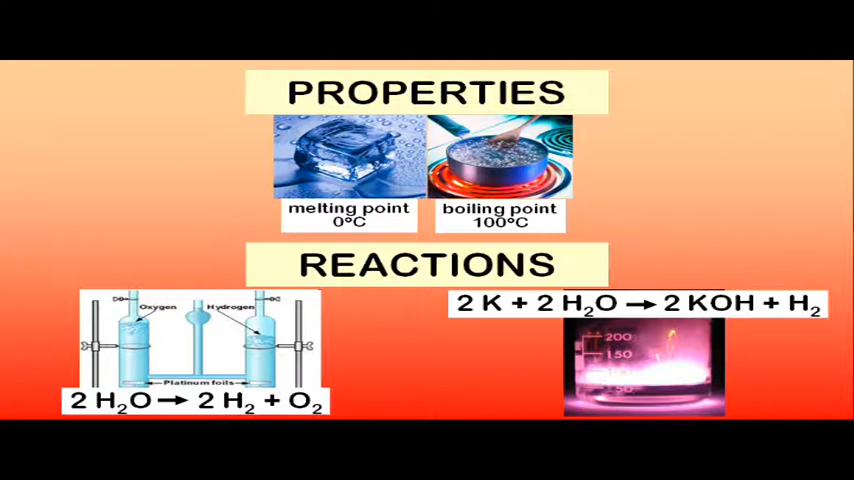 PROPERTIES
melting point
0°C
boiling point
100°C
REACTIONS
Oxygen
Hydrogen
Platinum foils
2 H₂O → 2 H₂ + O₂
2 K + 2 H₂O → 2 KOH + H₂
200
150